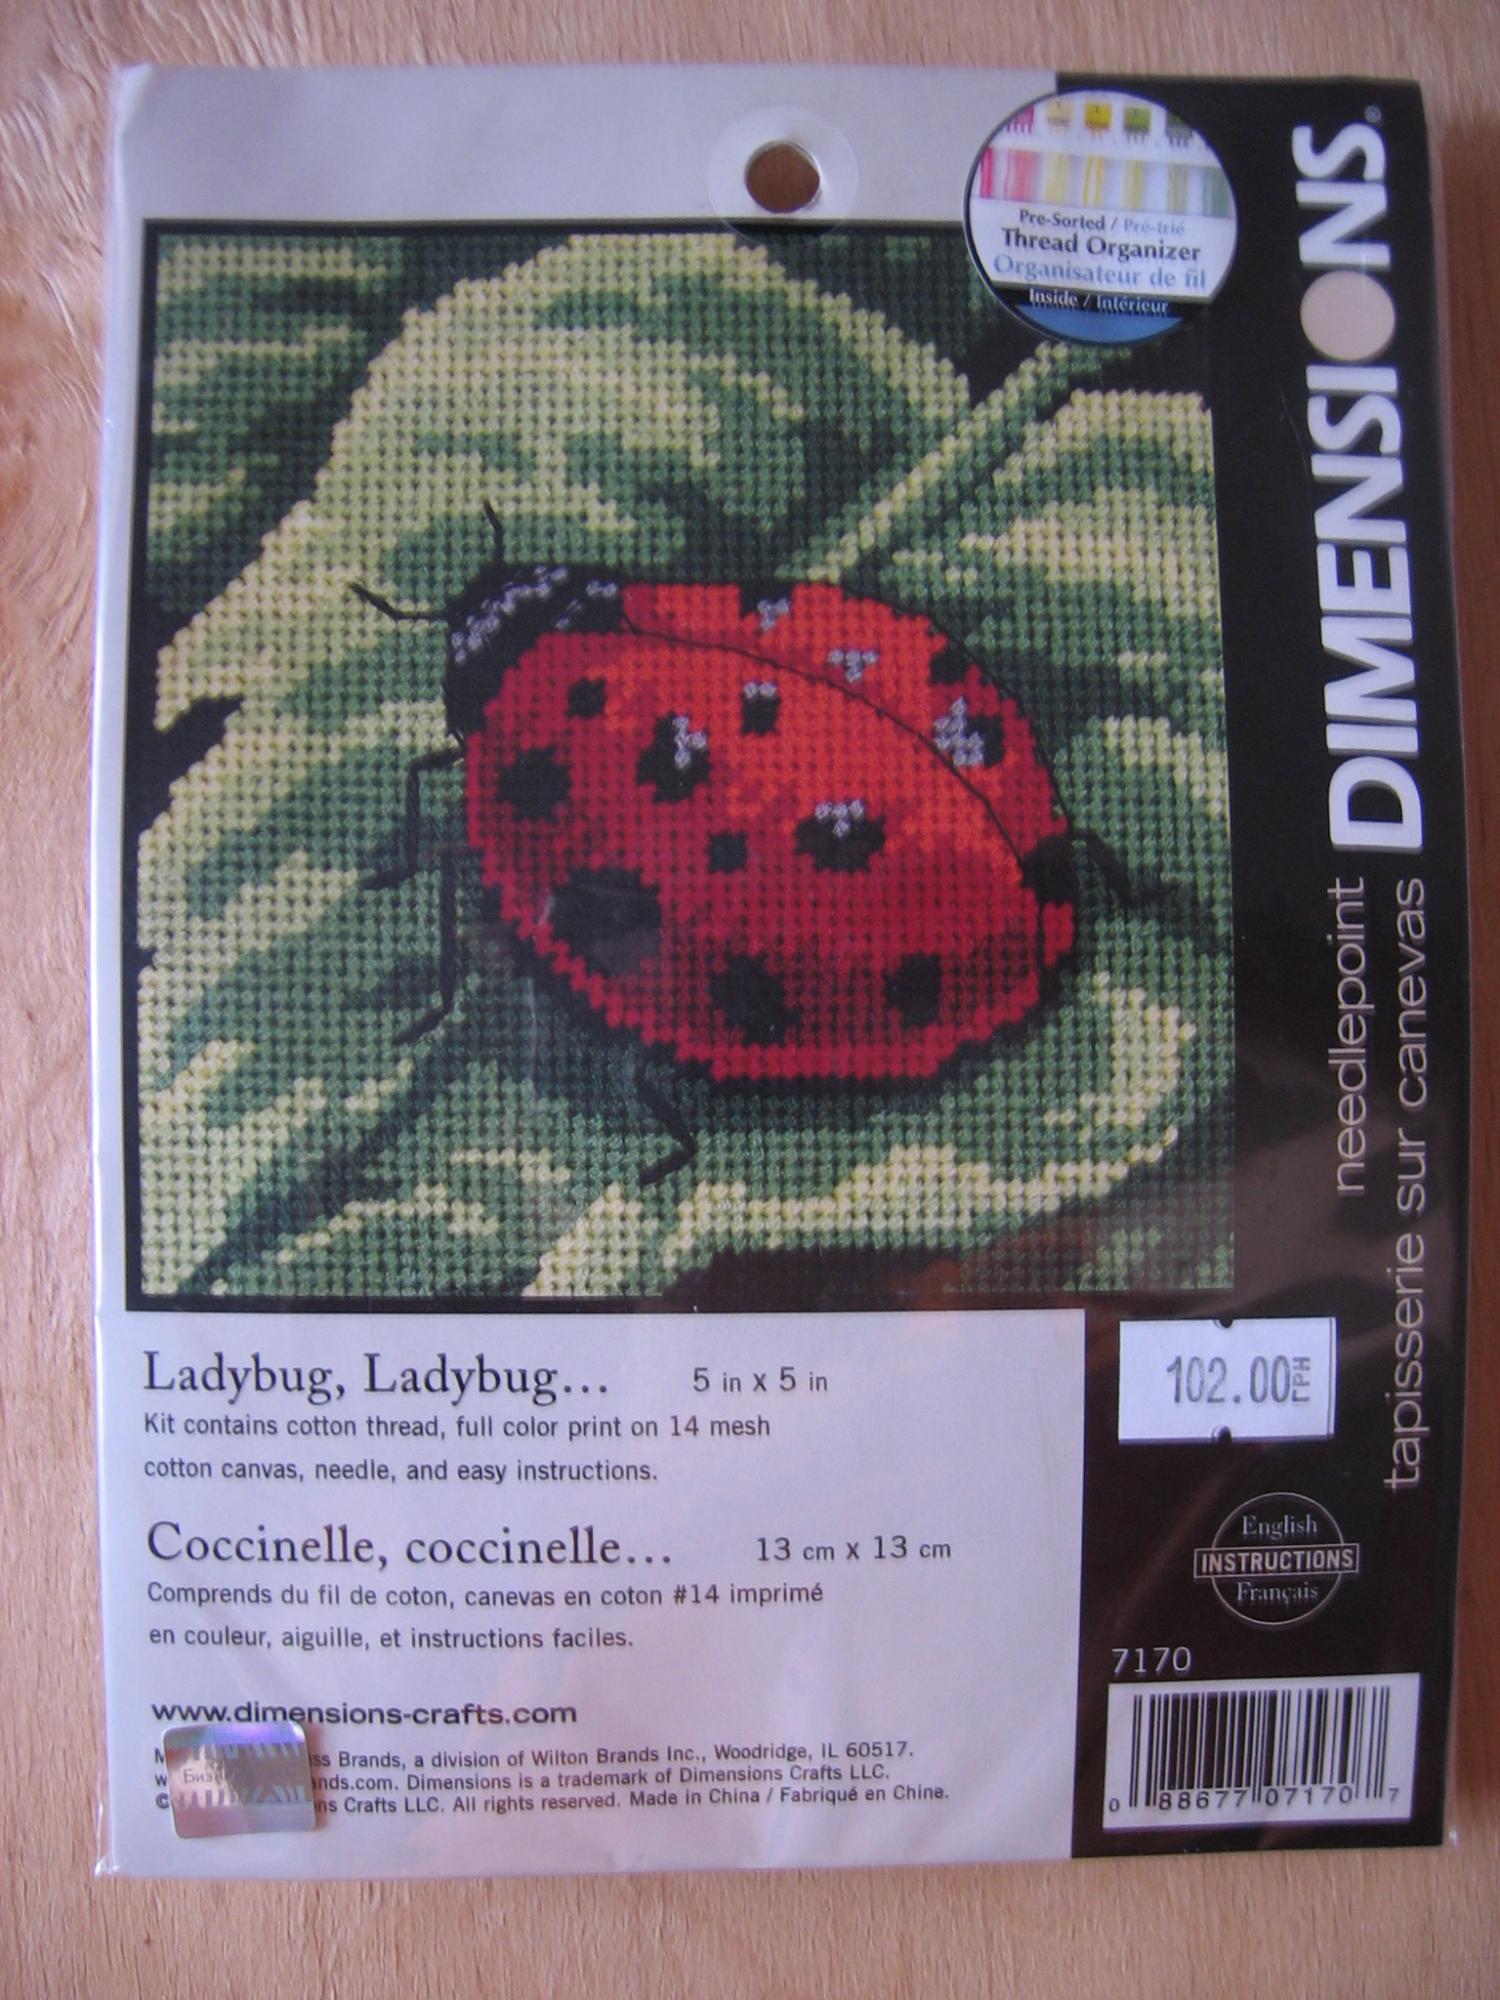 Pre-Sorted / Pré-trié
Thread Organizer
Organisateur de fil
Inside / Intérieur
DIMENSIONS®
needlepoint
tapisserie sur canevas
Ladybug, Ladybug... 5 in x 5 in
Kit contains cotton thread, full color print on 14 mesh
cotton canvas, needle, and easy instructions.
Coccinelle, coccinelle... 13 cm x 13 cm
Comprends du fil de coton, canevas en coton #14 imprimé
en couleur, aiguille, et instructions faciles.
www.dimensions-crafts.com
Brands, a division of Wilton Brands Inc., Woodridge, IL 60517.
Dimensions is a trademark of Dimensions Crafts LLC.
© Crafts LLC. All rights reserved. Made in China / Fabriqué en Chine.
102.00 ГРН
English
INSTRUCTIONS
Français
7170
0 88677 07170 7